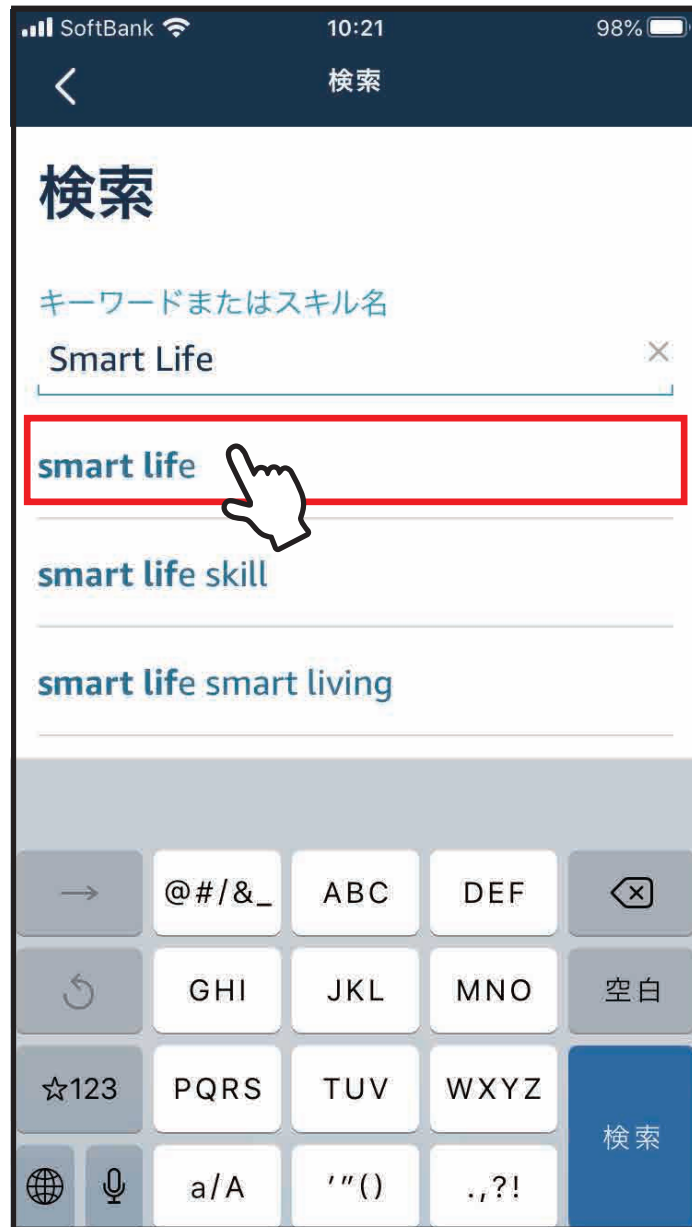 SoftBank 10:21 98%
検索
検索
キーワードまたはスキル名
Smart Life
smart life
smart life skill
smart life smart living
→ @#/&_ ABC DEF
GHI JKL MNO 空白
☆123 PQRS TUV WXYZ
検索
a/A ’”() .,?!